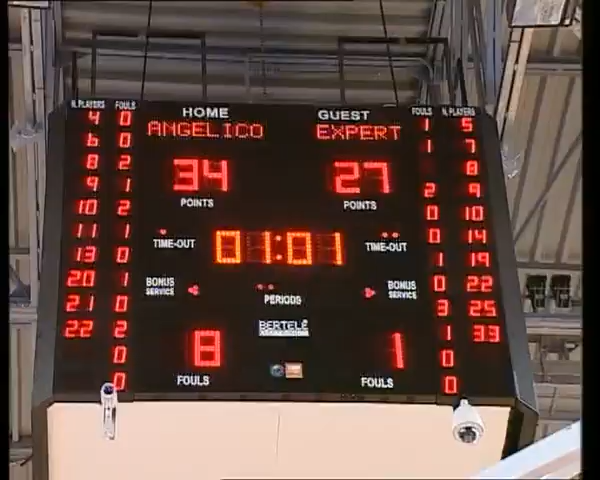 N. PLAYERS FOULS HOME GUEST FOULS N. PLAYERS
4 0 ANGELICO EXPERT 1 5
6 0 1 7
8 2 34 27 8
9 1 2 9
10 2 POINTS POINTS 0 10
11 1 TIME-OUT 01:01 TIME-OUT 0 14
13 0 1 19
20 1 BONUS SERVICE PERIODS BONUS SERVICE 0 22
21 0 3 25
22 2 BERTELÈ 1 33
0 8 1 0
0 FOULS FOULS 0